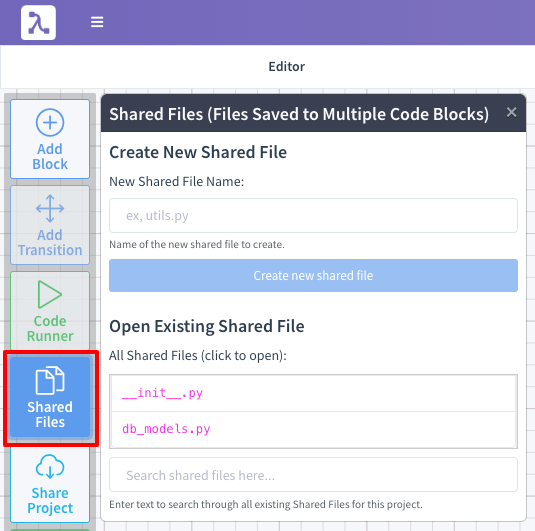 Editor
Add
Block
Add
Transition
Code
Runner
Shared
Files
Share
Project
Shared Files (Files Saved to Multiple Code Blocks)
Create New Shared File
New Shared File Name:
ex, utils.py
Name of the new shared file to create.
Create new shared file
Open Existing Shared File
All Shared Files (click to open):
__init__.py
db_models.py
Search shared files here...
Enter text to search through all existing Shared Files for this project.